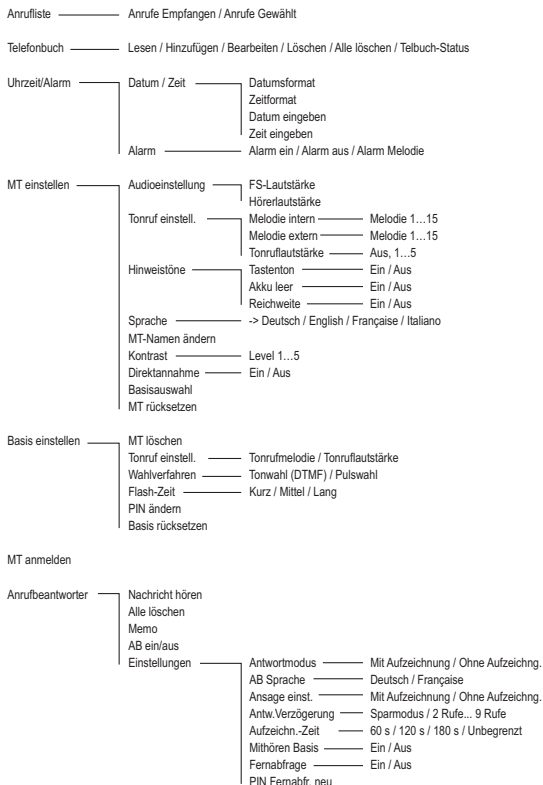 Anrufliste Anrufe Empfangen / Anrufe Gewählt
Telefonbuch Lesen / Hinzufügen / Bearbeiten / Löschen / Alle löschen / Telbuch-Status
Uhrzeit/Alarm Datum / Zeit Datumsformat
Zeitformat
Datum eingeben
Zeit eingeben
Alarm Alarm ein / Alarm aus / Alarm Melodie
MT einstellen Audioeinstellung FS-Lautstärke
Hörerlautstärke
Tonruf einstell. Melodie intern Melodie 1…15
Melodie extern Melodie 1…15
Tonruflautstärke Aus, 1…5
Hinweistöne Tastenton Ein / Aus
Akku leer Ein / Aus
Reichweite Ein / Aus
Sprache -> Deutsch / English / Française / Italiano
MT-Namen ändern
Kontrast Level 1…5
Direktannahme Ein / Aus
Basisauswahl
MT rücksetzen
Basis einstellen MT löschen
Tonruf einstell. Tonrufmelodie / Tonruflautstärke
Wahlverfahren Tonwahl (DTMF) / Pulswahl
Flash-Zeit Kurz / Mittel / Lang
PIN ändern
Basis rücksetzen
MT anmelden
Anrufbeantworter Nachricht hören
Alle löschen
Memo
AB ein/aus
Einstellungen Antwortmodus Mit Aufzeichnung / Ohne Aufzeichng.
AB Sprache Deutsch / Française
Ansage einst. Mit Aufzeichnung / Ohne Aufzeichng.
Antw.Verzögerung Sparmodus / 2 Rufe... 9 Rufe
Aufzeichn.-Zeit 60 s / 120 s / 180 s / Unbegrenzt
Mithören Basis Ein / Aus
Fernabfrage Ein / Aus
PIN Fernabfr. neu